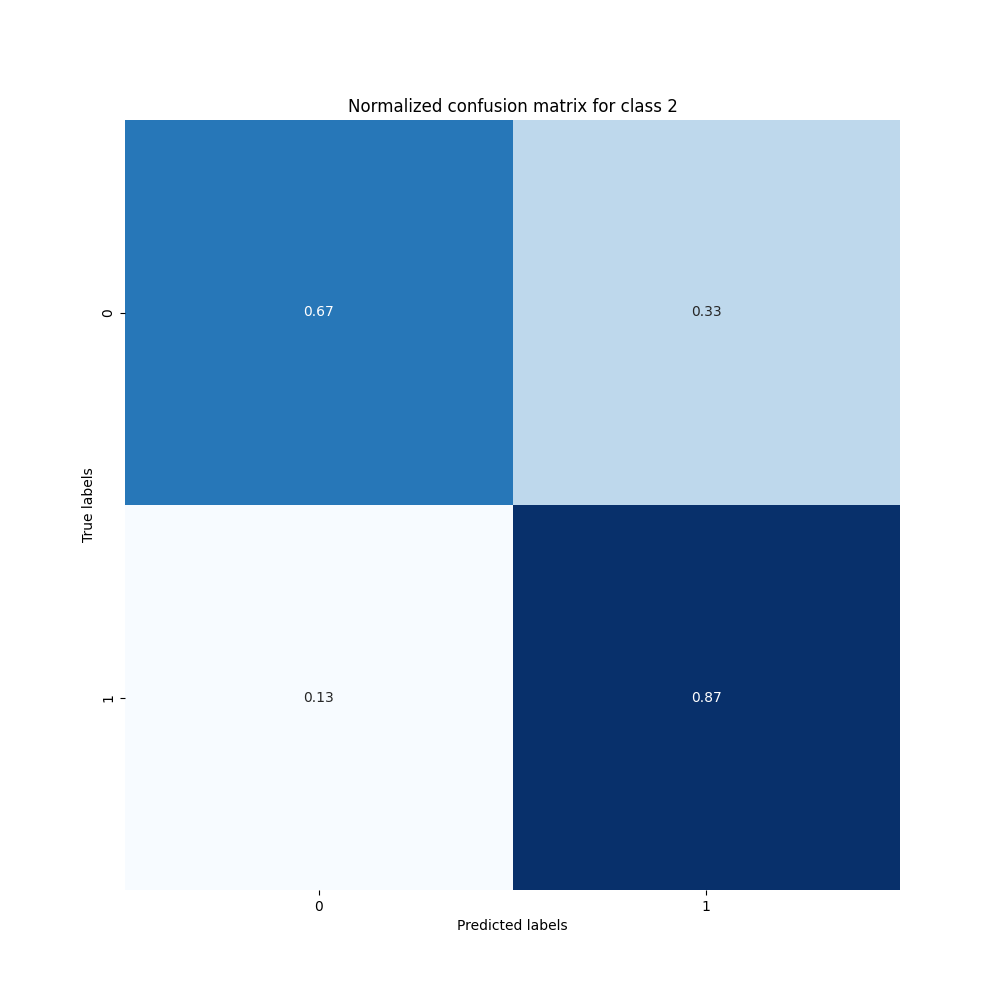 Normalized confusion matrix for class 2
0
0.67
0.33
True labels
1
0.13
0.87
0
1
Predicted labels